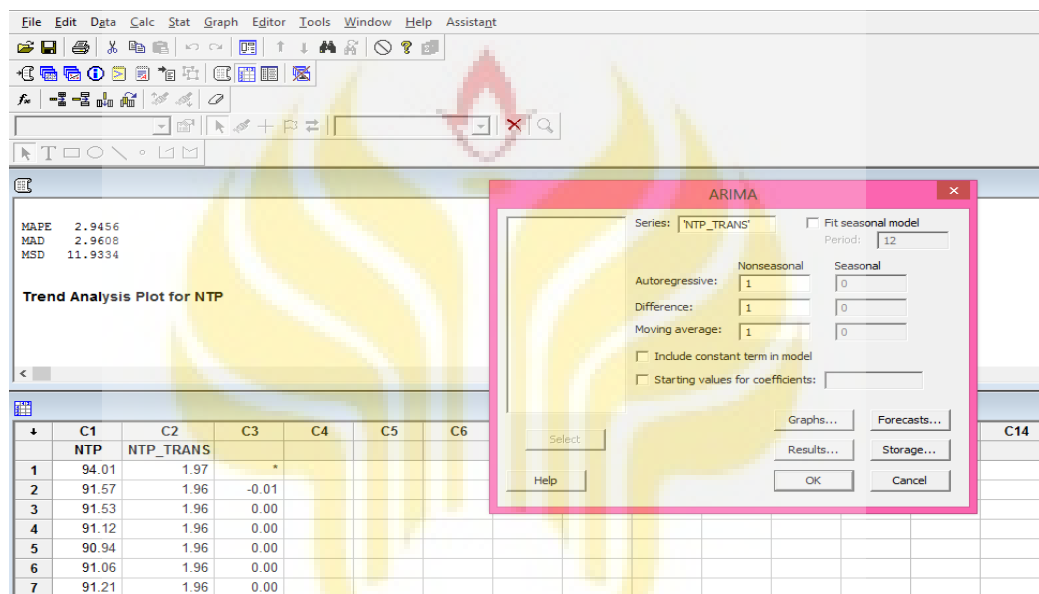 File Edit Data Calc Stat Graph Editor Tools Window Help Assistant
MAPE 2.9456
MAD 2.9608
MSD 11.9334
Trend Analysis Plot for NTP
ARIMA
Series: 'NTP_TRANS'
Fit seasonal model
Period: 12
Nonseasonal Seasonal
Autoregressive: 1 0
Difference: 1 0
Moving average: 1 0
Include constant term in model
Starting values for coefficients:
Graphs... Forecasts...
Select
Results... Storage...
Help OK Cancel
C1 C2 C3 C4 C5 C6 C14
NTP NTP_TRANS
1 94.01 1.97 *
2 91.57 1.96 -0.01
3 91.53 1.96 0.00
4 91.12 1.96 0.00
5 90.94 1.96 0.00
6 91.06 1.96 0.00
7 91.21 1.96 0.00